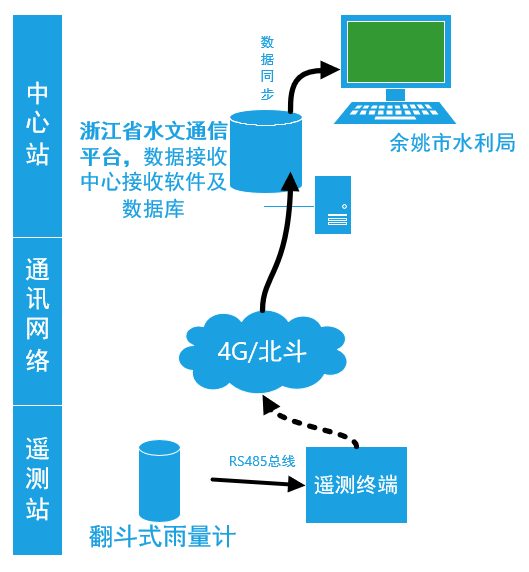 中心站
数据同步
浙江省水文通信
平台，数据接收
中心接收软件及
数据库
余姚市水利局
通讯网络
4G/北斗
遥测站
RS485总线
遥测终端
翻斗式雨量计